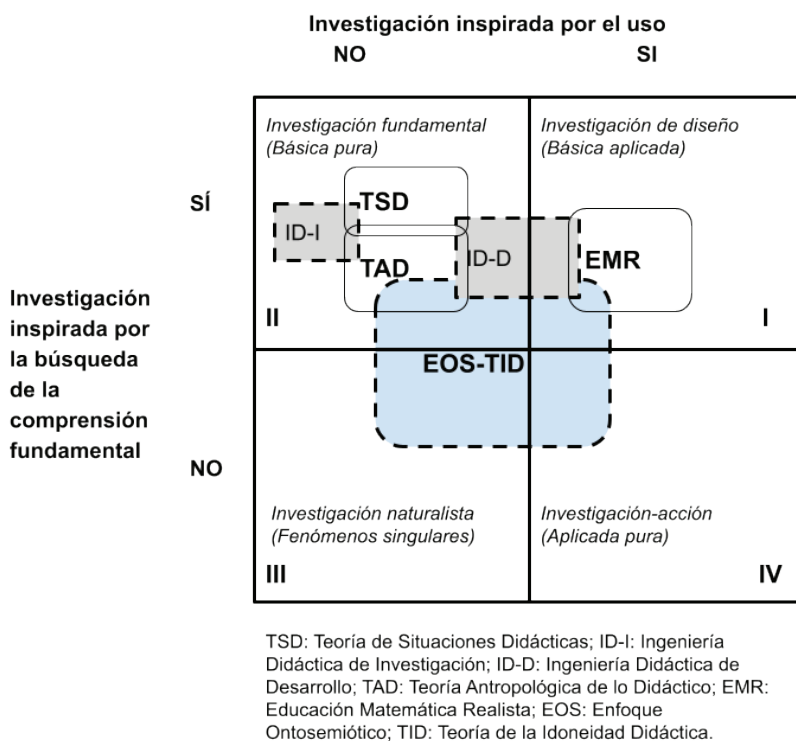 Investigación inspirada por el uso
NO
SI
Investigación fundamental
(Básica pura)
Investigación de diseño
(Básica aplicada)
SÍ
TSD
ID-I
TAD
ID-D
EMR
II
I
Investigación
inspirada por
la búsqueda
de la
comprensión
fundamental
EOS-TID
NO
Investigación naturalista
(Fenómenos singulares)
Investigación-acción
(Aplicada pura)
III
IV
TSD: Teoría de Situaciones Didácticas; ID-I: Ingeniería
Didáctica de Investigación; ID-D: Ingeniería Didáctica de
Desarrollo; TAD: Teoría Antropológica de lo Didáctico; EMR:
Educación Matemática Realista; EOS: Enfoque
Ontosemiótico; TID: Teoría de la Idoneidad Didáctica.